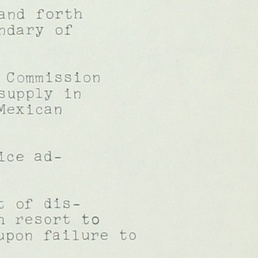 and forth
ndary of
Commission
supply in
Mexican
ice ad-
t of dis-
n resort to
upon failure to